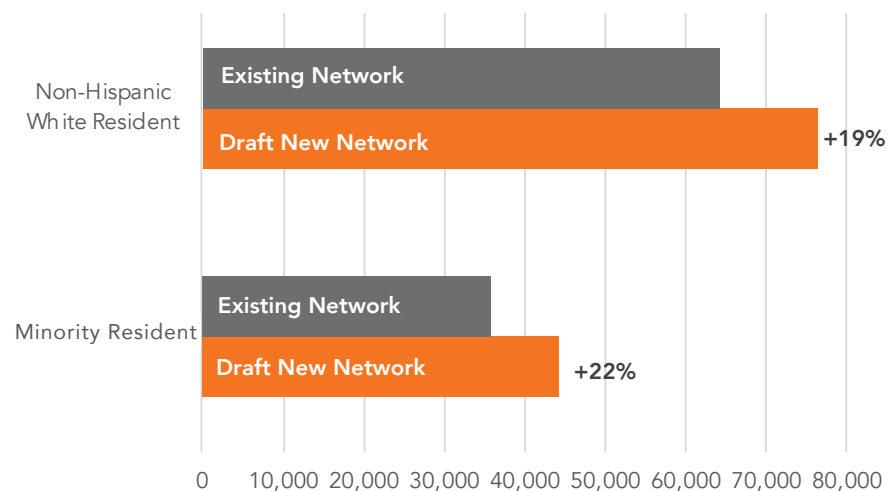 Non-Hispanic
White Resident
Existing Network
Draft New Network
+19%
Minority Resident
Existing Network
Draft New Network
+22%
0 10,000 20,000 30,000 40,000 50,000 60,000 70,000 80,000